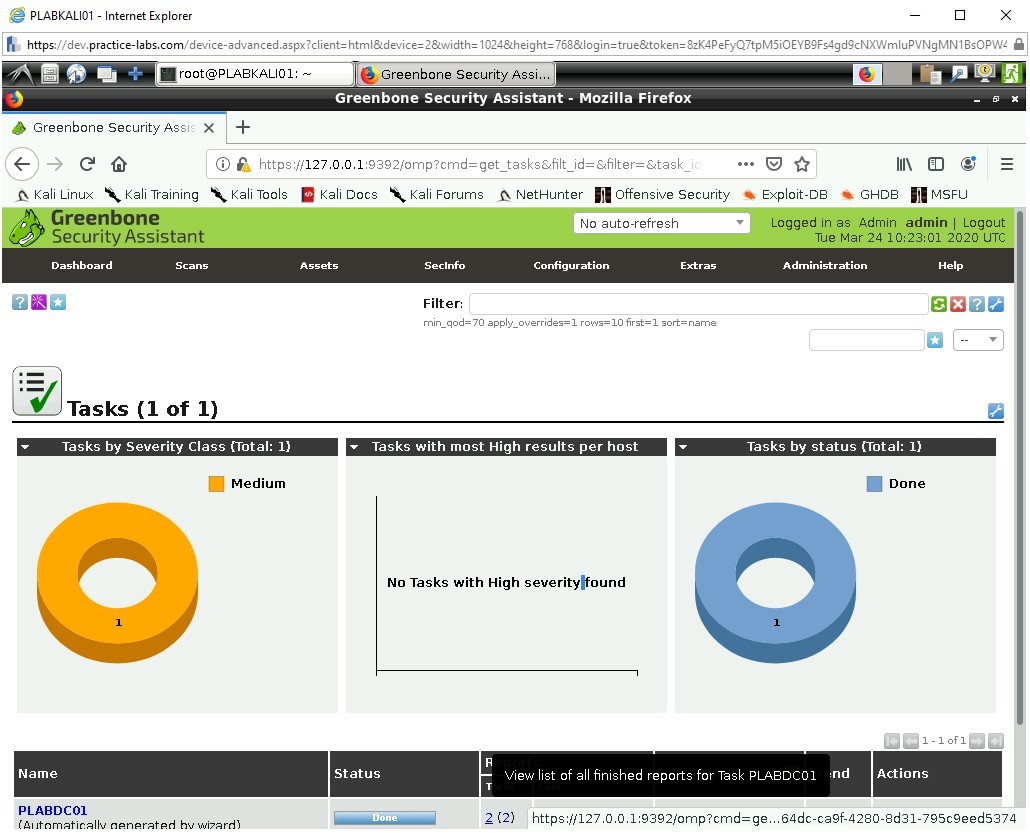 PLABKALI01 - Internet Explorer
https://dev.practice-labs.com/device-advanced.aspx?client=html&device=2&width=1024&height=768&login=true&token=8zK4PeFyQ7tpM5iOEYB9Fs4gd9cNXWmIuPVNgMN1BsOPW4
root@PLABKALI01: ~
Greenbone Security Assi...
Greenbone Security Assistant - Mozilla Firefox
Greenbone Security Assis
https://127.0.0.1:9392/omp?cmd=get_tasks&filt_id=&filter=&task_id
Kali Linux Kali Training Kali Tools Kali Docs Kali Forums NetHunter Offensive Security Exploit-DB GHDB MSFU
Greenbone
Security Assistant
No auto-refresh
Logged in as Admin admin | Logout
Tue Mar 24 10:23:01 2020 UTC
Dashboard Scans Assets SecInfo Configuration Extras Administration Help
Filter:
min_qod=70 apply_overrides=1 rows=10 first=1 sort=name
--
Tasks (1 of 1)
Tasks by Severity Class (Total: 1)
Medium
1
Tasks with most High results per host
No Tasks with High severity found
Tasks by status (Total: 1)
Done
1
1 - 1 of 1
Name Status Actions
View list of all finished reports for Task PLABDC01
PLABDC01
(Automatically generated by wizard)
Done
2 (2)
https://127.0.0.1:9392/omp?cmd=ge...64dc-ca9f-4280-8d31-795c9eed5374